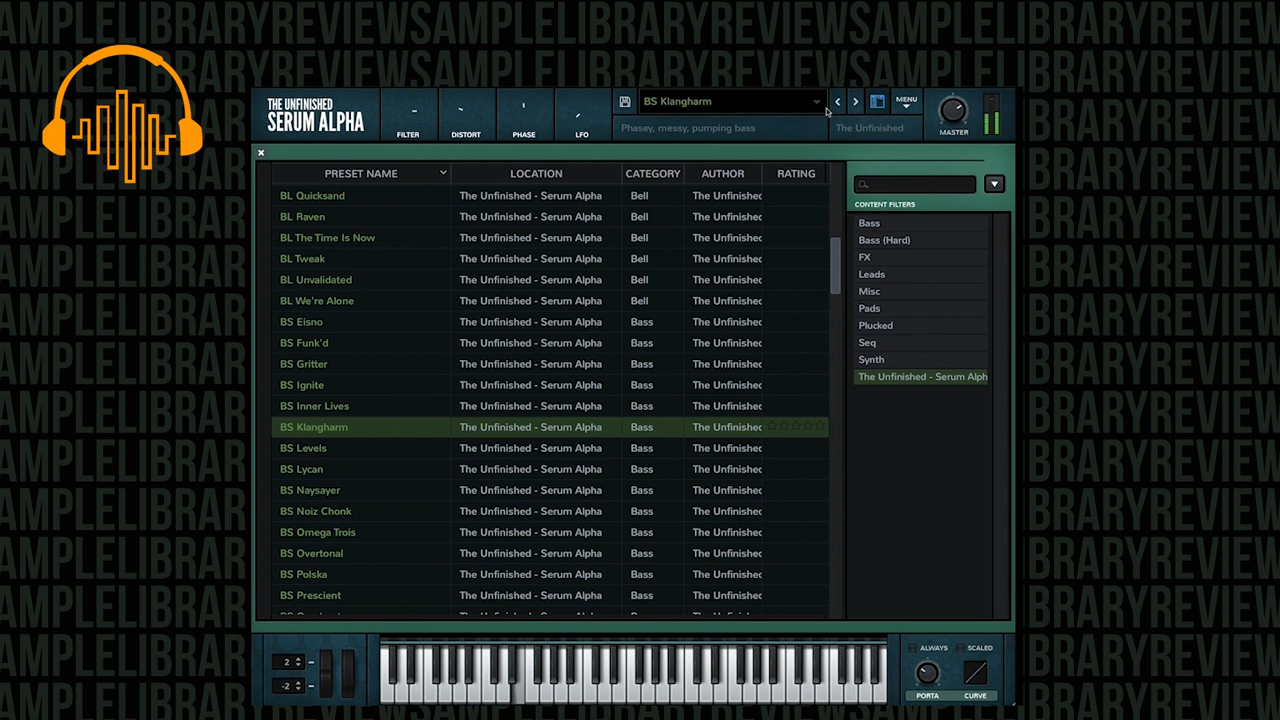 AMPLELIBRARYREVIEWSAMPLELIBRARYREVIEWSAMPLELIBRARYREVIEWS
THE UNFINISHED
SERUM ALPHA
FILTER
DISTORT
PHASE
LFO
BS Klangharm
Phasey, messy, pumping bass
The Unfinished
MENU
MASTER
PRESET NAME LOCATION CATEGORY AUTHOR RATING
BL Quicksand The Unfinished - Serum Alpha Bell The Unfinished
BL Raven The Unfinished - Serum Alpha Bell The Unfinished
BL The Time Is Now The Unfinished - Serum Alpha Bell The Unfinished
BL Tweak The Unfinished - Serum Alpha Bell The Unfinished
BL Unvalidated The Unfinished - Serum Alpha Bell The Unfinished
BL We're Alone The Unfinished - Serum Alpha Bell The Unfinished
BS Eisno The Unfinished - Serum Alpha Bass The Unfinished
BS Funk'd The Unfinished - Serum Alpha Bass The Unfinished
BS Gritter The Unfinished - Serum Alpha Bass The Unfinished
BS Ignite The Unfinished - Serum Alpha Bass The Unfinished
BS Inner Lives The Unfinished - Serum Alpha Bass The Unfinished
BS Klangharm The Unfinished - Serum Alpha Bass The Unfinished
BS Levels The Unfinished - Serum Alpha Bass The Unfinished
BS Lycan The Unfinished - Serum Alpha Bass The Unfinished
BS Naysayer The Unfinished - Serum Alpha Bass The Unfinished
BS Noiz Chonk The Unfinished - Serum Alpha Bass The Unfinished
BS Omega Trois The Unfinished - Serum Alpha Bass The Unfinished
BS Overtonal The Unfinished - Serum Alpha Bass The Unfinished
BS Polska The Unfinished - Serum Alpha Bass The Unfinished
BS Prescient The Unfinished - Serum Alpha Bass The Unfinished
CONTENT FILTERS
Bass
Bass (Hard)
FX
Leads
Misc
Pads
Plucked
Seq
Synth
The Unfinished - Serum Alph
2
-2
ALWAYS SCALED
PORTA CURVE